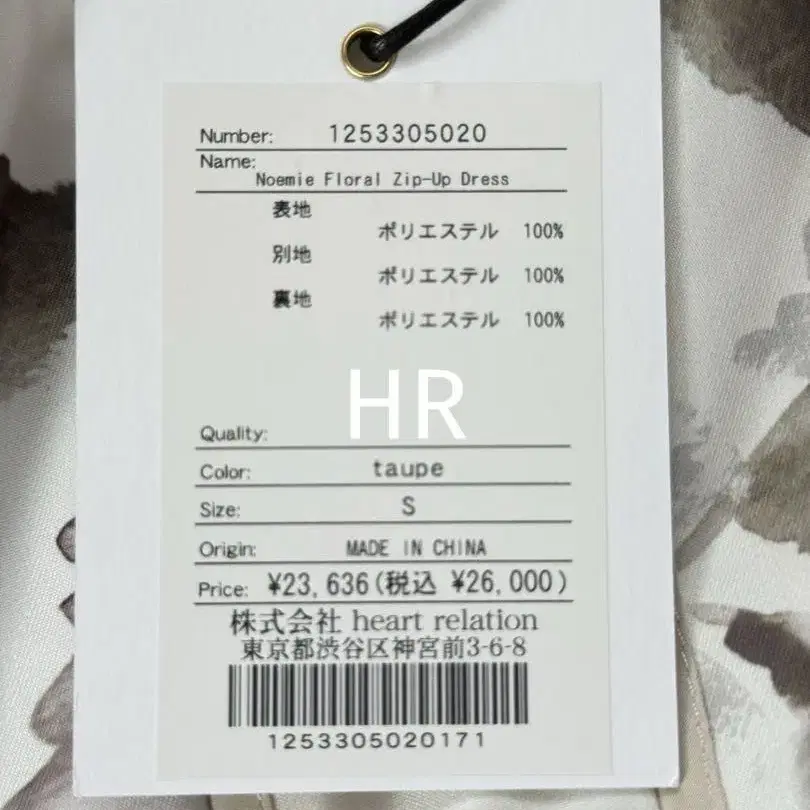 Number: 1253305020
Name:
Noemie Floral Zip-Up Dress
表地
ポリエステル 100%
別地
ポリエステル 100%
裏地
ポリエステル 100%
HR
Quality:
Color: taupe
Size: S
Origin: MADE IN CHINA
Price: ¥23,636(税込 ¥26,000)
株式会社 heart relation
東京都渋谷区神宮前3-6-8
1253305020171